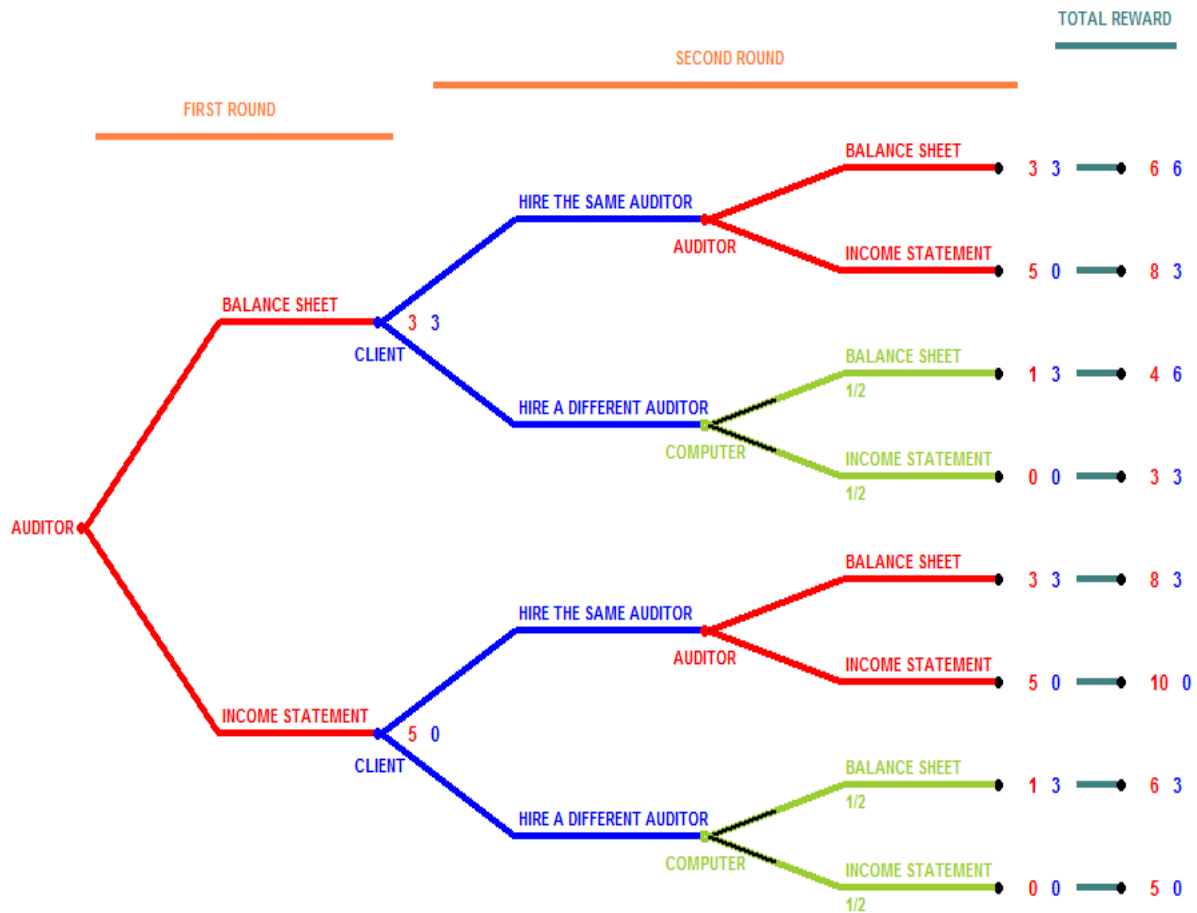 TOTAL REWARD
SECOND ROUND
FIRST ROUND
BALANCE SHEET
3 3 6 6
HIRE THE SAME AUDITOR
AUDITOR
INCOME STATEMENT
5 0 8 3
BALANCE SHEET
3 3
CLIENT
BALANCE SHEET
1 3 4 6
1/2
HIRE A DIFFERENT AUDITOR
COMPUTER
INCOME STATEMENT
0 0 3 3
1/2
AUDITOR
BALANCE SHEET
3 3 8 3
HIRE THE SAME AUDITOR
AUDITOR
INCOME STATEMENT
5 0 10 0
INCOME STATEMENT
5 0
CLIENT
BALANCE SHEET
1 3 6 3
1/2
HIRE A DIFFERENT AUDITOR
COMPUTER
INCOME STATEMENT
0 0 5 0
1/2